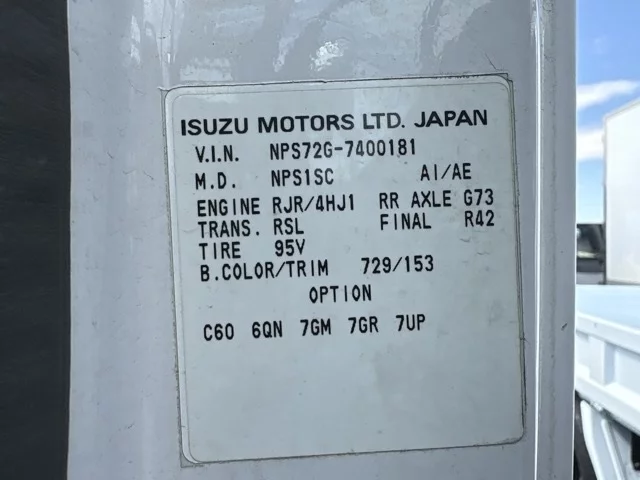 ISUZU MOTORS LTD. JAPAN
V.I.N. NPS72G-7400181
M.D. NPS1SC AI/AE
ENGINE RJR/4HJ1 RR AXLE G73
TRANS. RSL FINAL R42
TIRE 95V
B.COLOR/TRIM 729/153
OPTION
C60 6QN 7GM 7GR 7UP